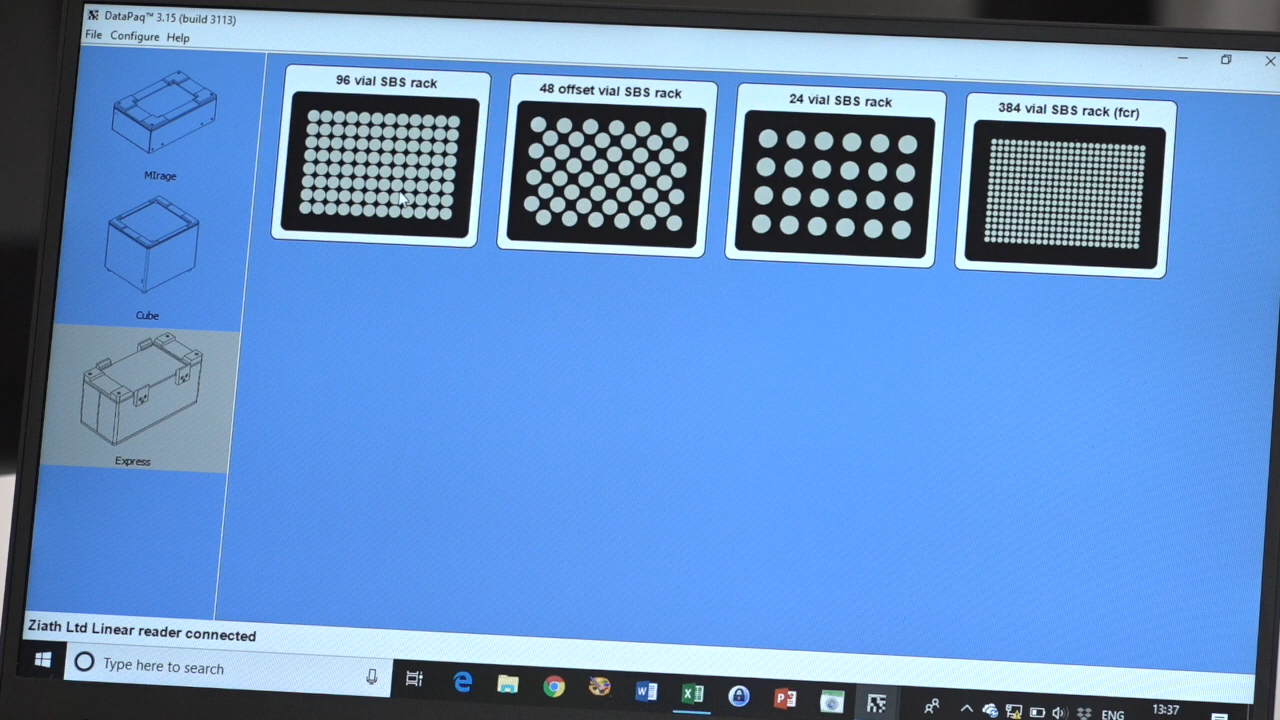 DataPaq™ 3.15 (build 3113)
File Configure Help
96 vial SBS rack
48 offset vial SBS rack
24 vial SBS rack
384 vial SBS rack (fcr)
MIrage
Cube
Express
Ziath Ltd Linear reader connected
Type here to search
ENG
13:37